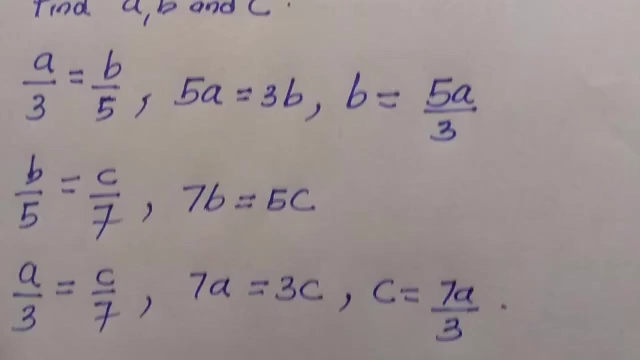 Find a, b and C.
a/3 = b/5, 5a = 3b, b = 5a/3
b/5 = c/7, 7b = 5C
a/3 = c/7, 7a = 3c, c = 7a/3.